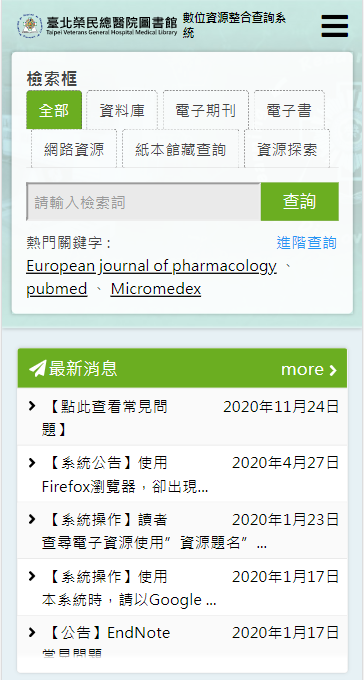 臺北榮民總醫院圖書館
Taipei Veterans General Hospital Medical Library
數位資源整合查詢系
統
檢索框
全部 資料庫 電子期刊 電子書
網路資源 紙本館藏查詢 資源探索
請輸入檢索詞 查詢
熱門關鍵字： 進階查詢
European journal of pharmacology 、
pubmed 、 Micromedex
最新消息 more
【點此查看常見問 2020年11月24日
題】
【系統公告】使用 2020年4月27日
Firefox瀏覽器，卻出現...
【系統操作】讀者 2020年1月23日
查尋電子資源使用”資源題名”...
【系統操作】使用 2020年1月17日
本系統時，請以Google ...
【公告】EndNote 2020年1月17日
常見問題